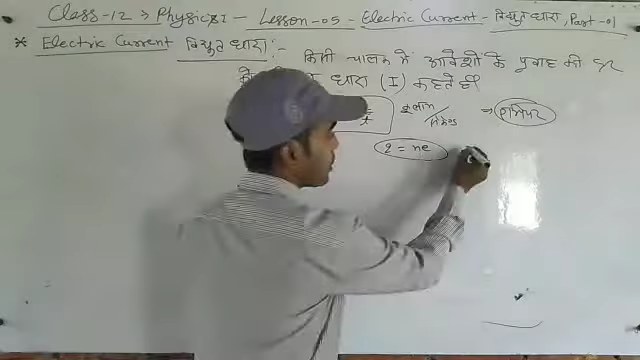 Class-12 → Physics I - Lesson-05 - Electric Current - विद्युत धारा, Part-01
* Electric Current विद्युत धारा :- किसी चालक में आवेशो के प्रवाह की दर
धारा (I) कहते है।
t कूलाम/सेकेण्ड ⇒ एम्पियर
q = ne